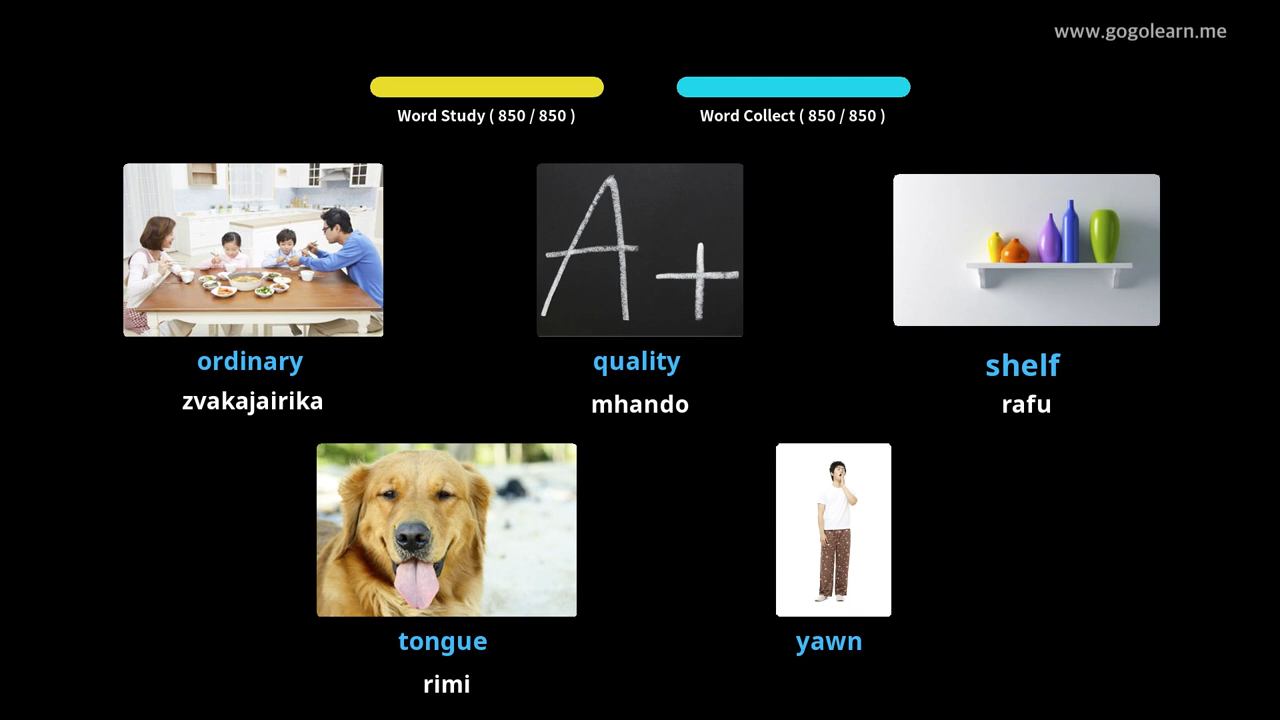 www.gogolearn.me
Word Study ( 850 / 850 )
Word Collect ( 850 / 850 )
A+
ordinary
zvakajairika
quality
mhando
shelf
rafu
tongue
rimi
yawn